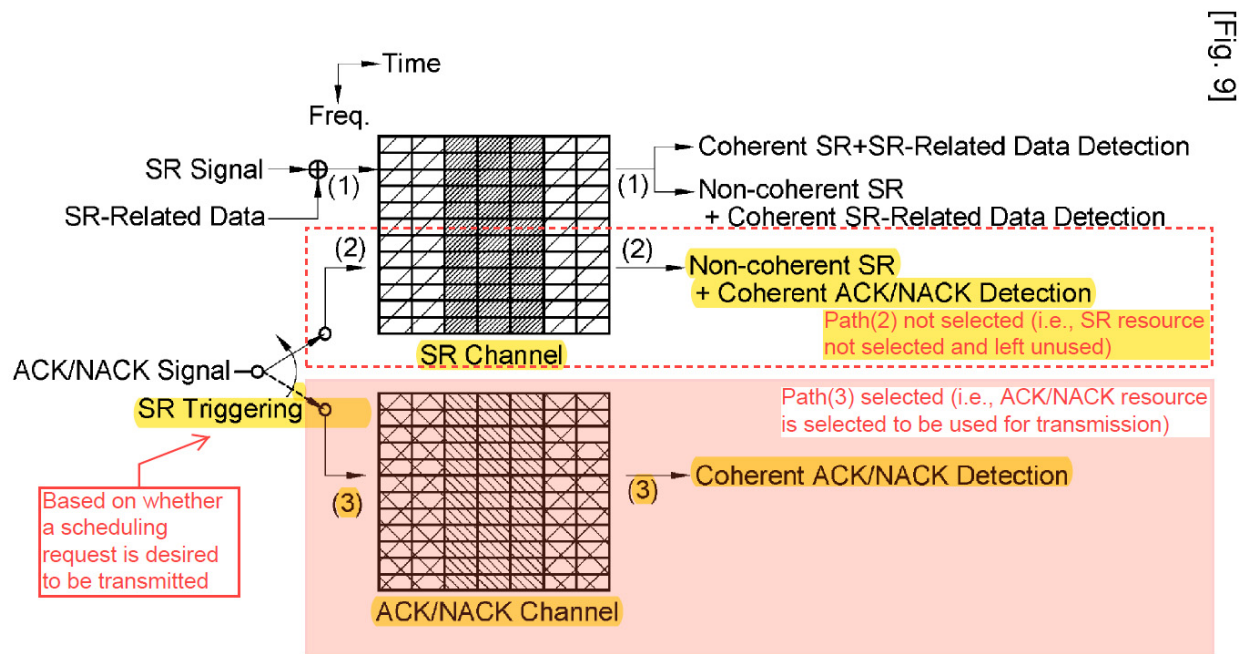 [Fig. 9]
Time
Freq.
SR Signal
(1)
SR-Related Data
(1)
Coherent SR+SR-Related Data Detection
Non-coherent SR
+ Coherent SR-Related Data Detection
(2)
(2)
Non-coherent SR
+ Coherent ACK/NACK Detection
Path(2) not selected (i.e., SR resource
not selected and left unused)
SR Channel
ACK/NACK Signal
SR Triggering
Path(3) selected (i.e., ACK/NACK resource
is selected to be used for transmission)
Based on whether
a scheduling
request is desired
to be transmitted
(3)
(3)
Coherent ACK/NACK Detection
ACK/NACK Channel